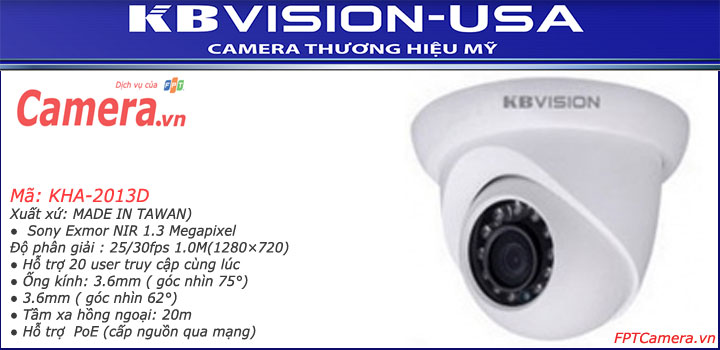 KBVISION-USA
CAMERA THƯƠNG HIỆU MỸ
Dịch vụ của FPT
Camera.vn
KBVISION
Mã: KHA-2013D
Xuất xứ: MADE IN TAWAN)
● Sony Exmor NIR 1.3 Megapixel
Độ phân giải : 25/30fps 1.0M(1280×720)
● Hỗ trợ 20 user truy cập cùng lúc
● Ống kính: 3.6mm ( góc nhìn 75°)
● 3.6mm ( góc nhìn 62°)
● Tầm xa hồng ngoại: 20m
● Hỗ trợ PoE (cấp nguồn qua mạng)
FPTCamera.vn